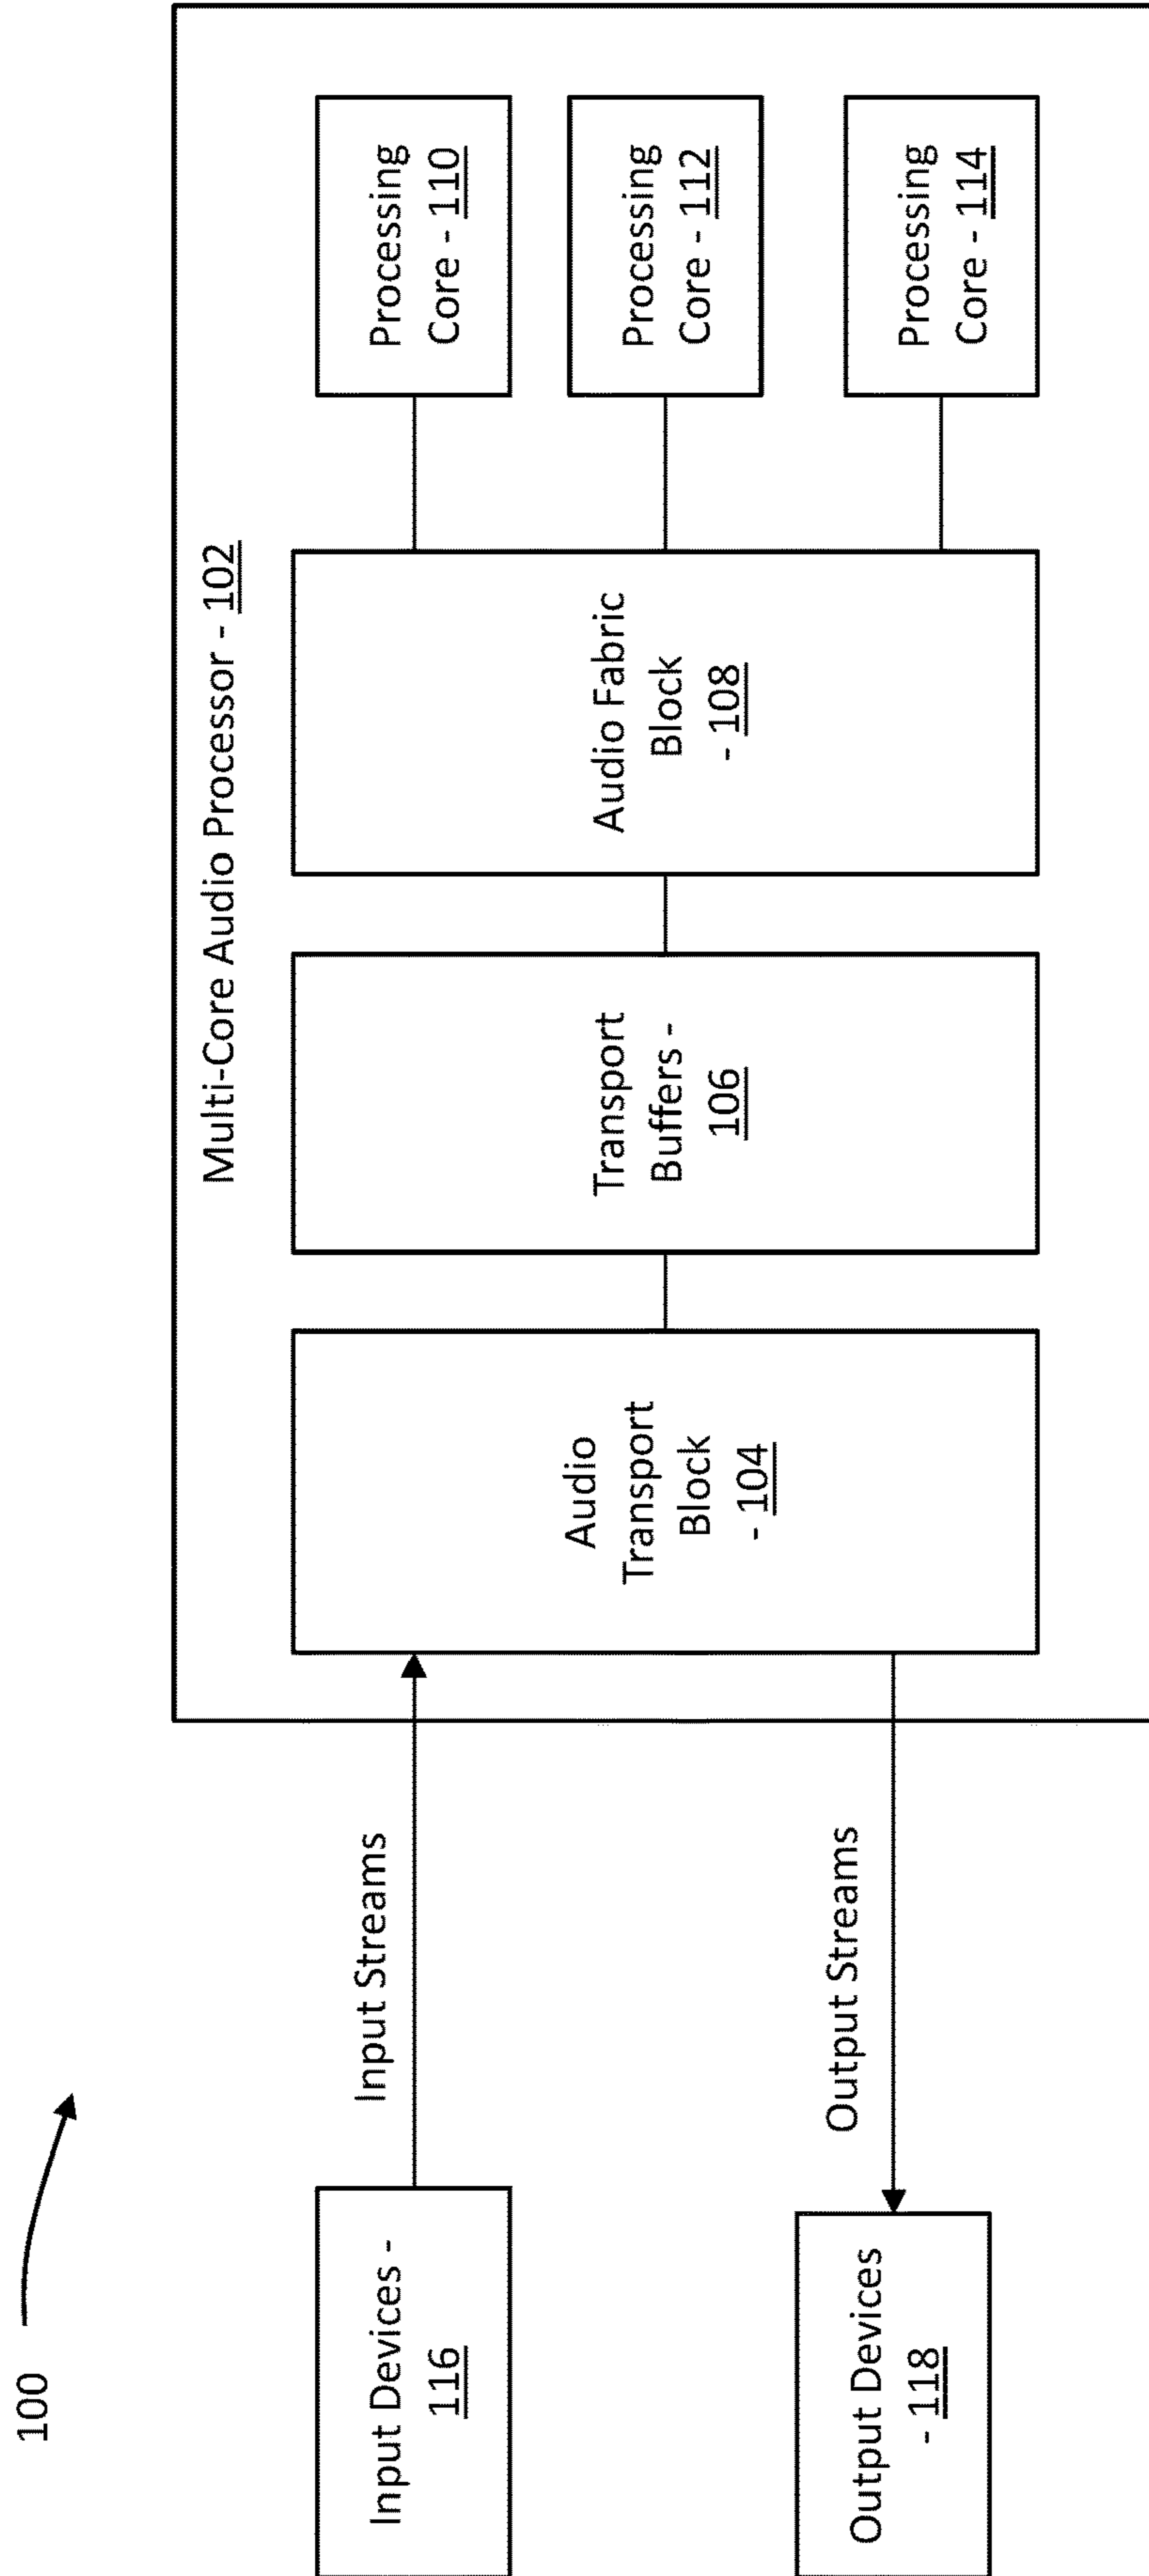 100
Multi-Core Audio Processor - 102
Input Devices -
116
Input Streams
Output Devices
- 118
Output Streams
Audio
Transport
Block
- 104
Transport
Buffers -
106
Audio Fabric
Block
- 108
Processing
Core - 110
Processing
Core - 112
Processing
Core - 114